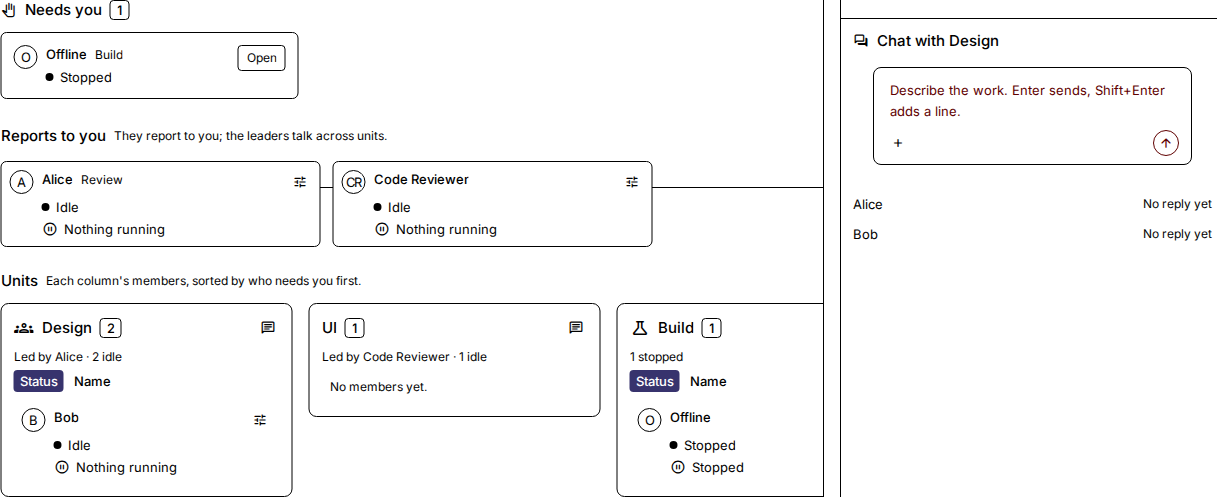 Needs you 1
O Offline Build Open
Stopped
Reports to you They report to you; the leaders talk across units.
A Alice Review
Idle
Nothing running
CR Code Reviewer
Idle
Nothing running
Units Each column's members, sorted by who needs you first.
Design 2
Led by Alice · 2 idle
Status Name
B Bob
Idle
Nothing running
UI 1
Led by Code Reviewer · 1 idle
No members yet.
Build 1
1 stopped
Status Name
O Offline
Stopped
Stopped
Chat with Design
Describe the work. Enter sends, Shift+Enter
adds a line.
+
Alice No reply yet
Bob No reply yet